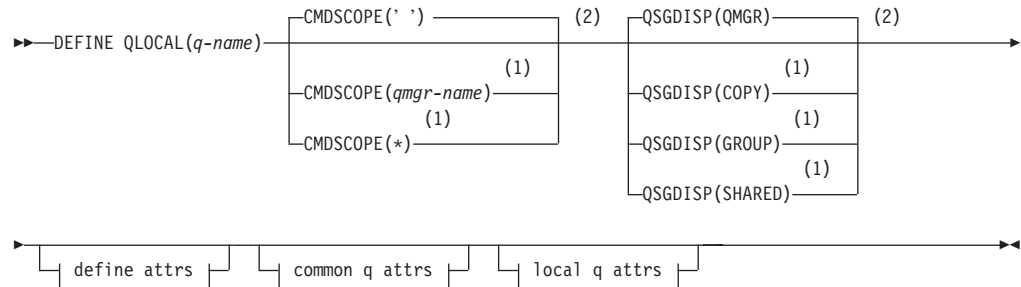 CMDSCOPE(' ') (2) QSGDISP(QMGR) (2)
DEFINE QLOCAL(q-name)
(1) (1)
CMDSCOPE(qmgr-name) QSGDISP(COPY)
(1) (1)
CMDSCOPE(*) QSGDISP(GROUP)
(1)
QSGDISP(SHARED)
define attrs common q attrs local q attrs